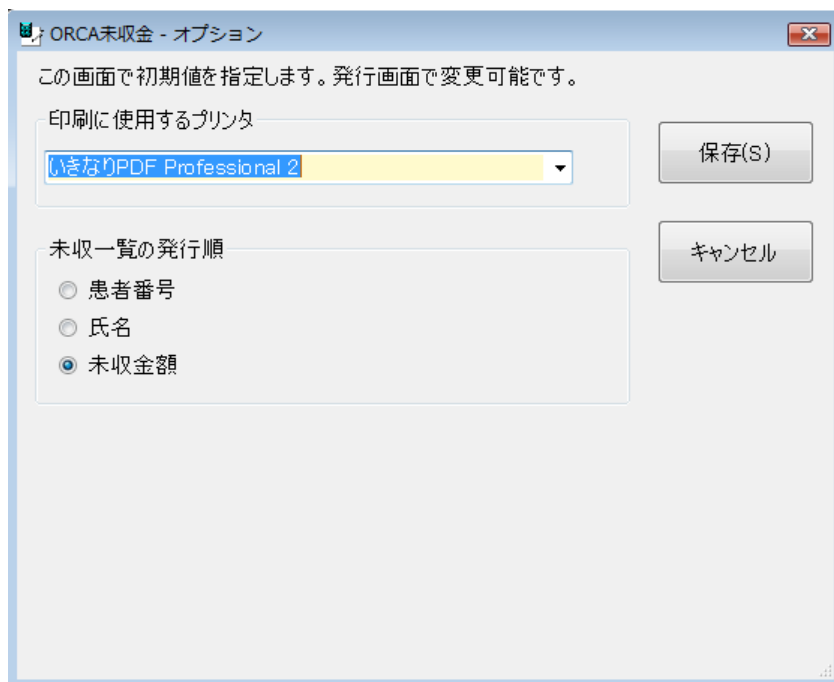 ORCA未収金 - オプション
この画面で初期値を指定します。発行画面で変更可能です。
印刷に使用するプリンタ
いきなりPDF Professional 2
保存(S)
未収一覧の発行順
キャンセル
患者番号
氏名
未収金額